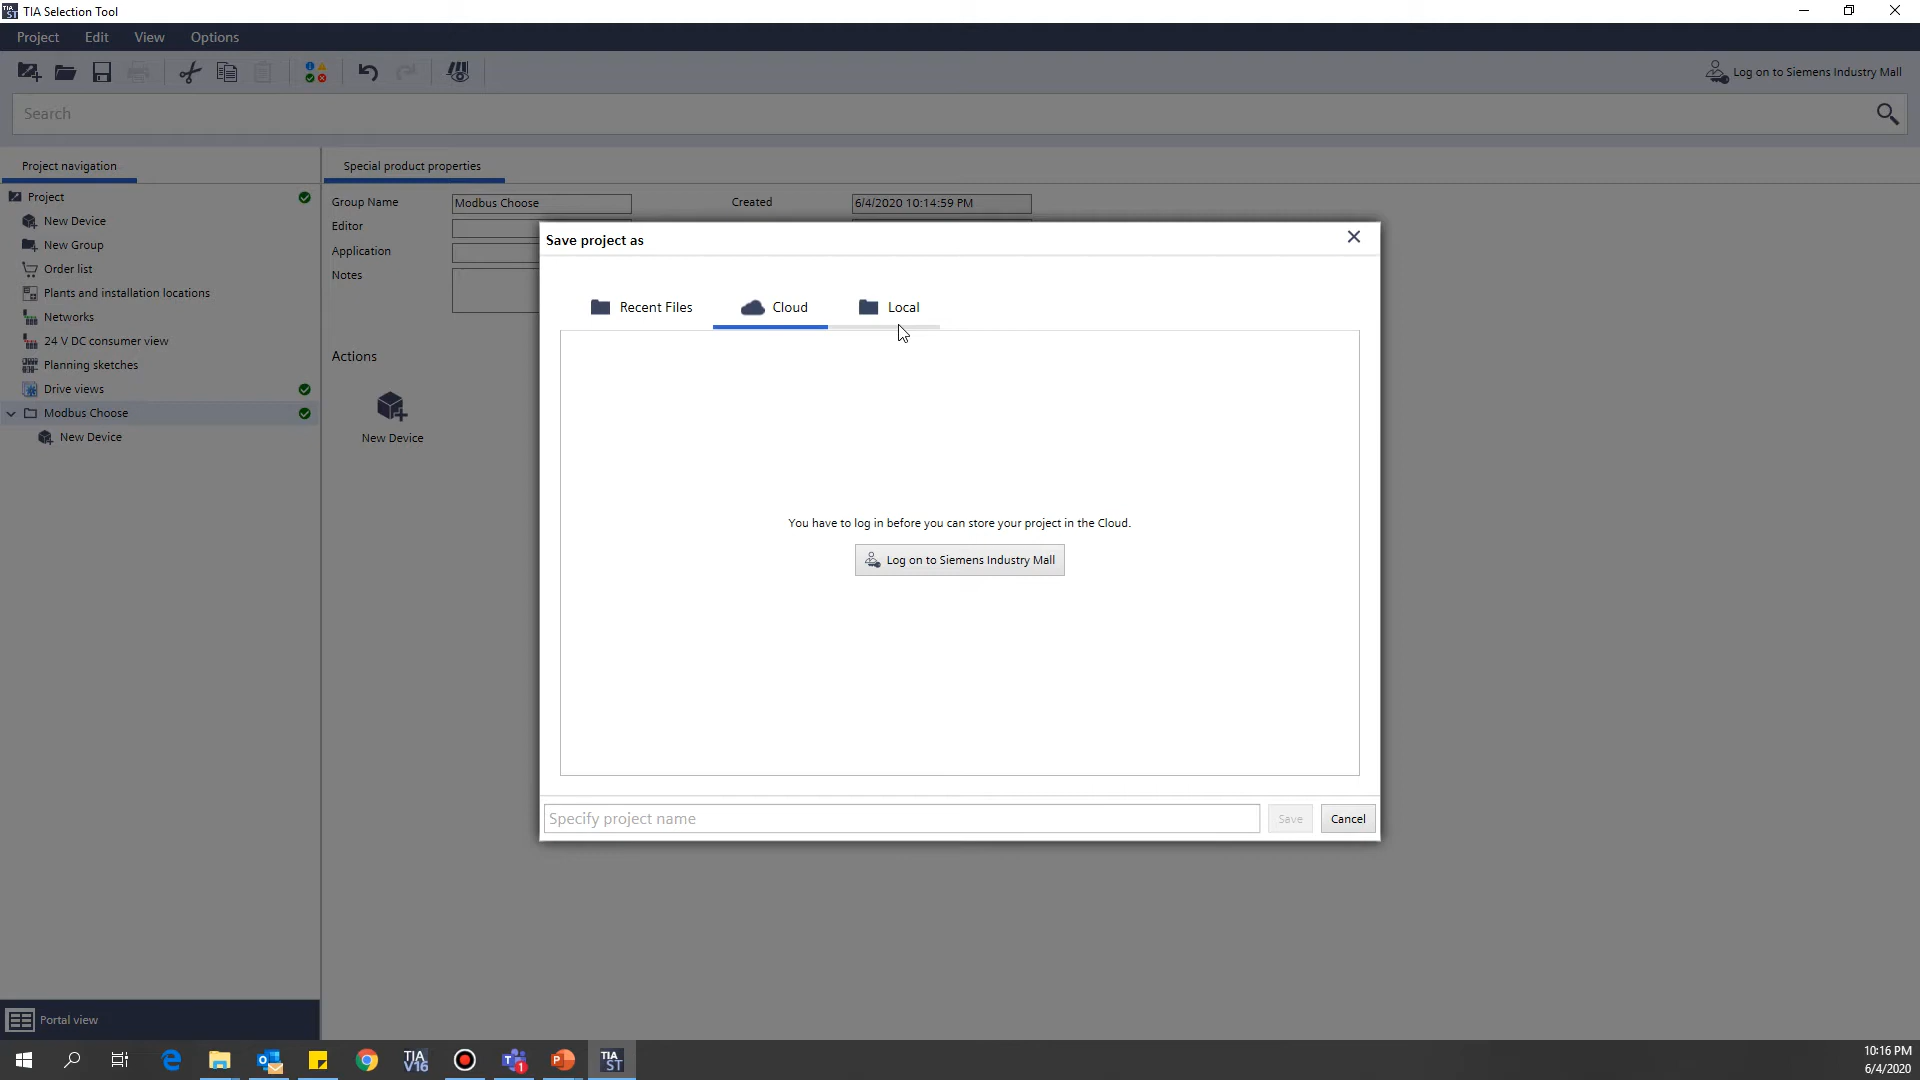 TIA Selection Tool
Project Edit View Options
Log on to Siemens Industry Mall
Search
Project navigation
Special product properties
Project
New Device
New Group
Order list
Plants and installation locations
Networks
24 V DC consumer view
Planning sketches
Drive views
Modbus Choose
New Device
Group Name
Modbus Choose
Created
6/4/2020 10:14:59 PM
Editor
Application
Notes
Actions
New Device
Save project as
Recent Files
Cloud
Local
You have to log in before you can store your project in the Cloud.
Log on to Siemens Industry Mall
Specify project name
Save
Cancel
Portal view
TIA
V16
TIA
ST
10:16 PM
6/4/2020